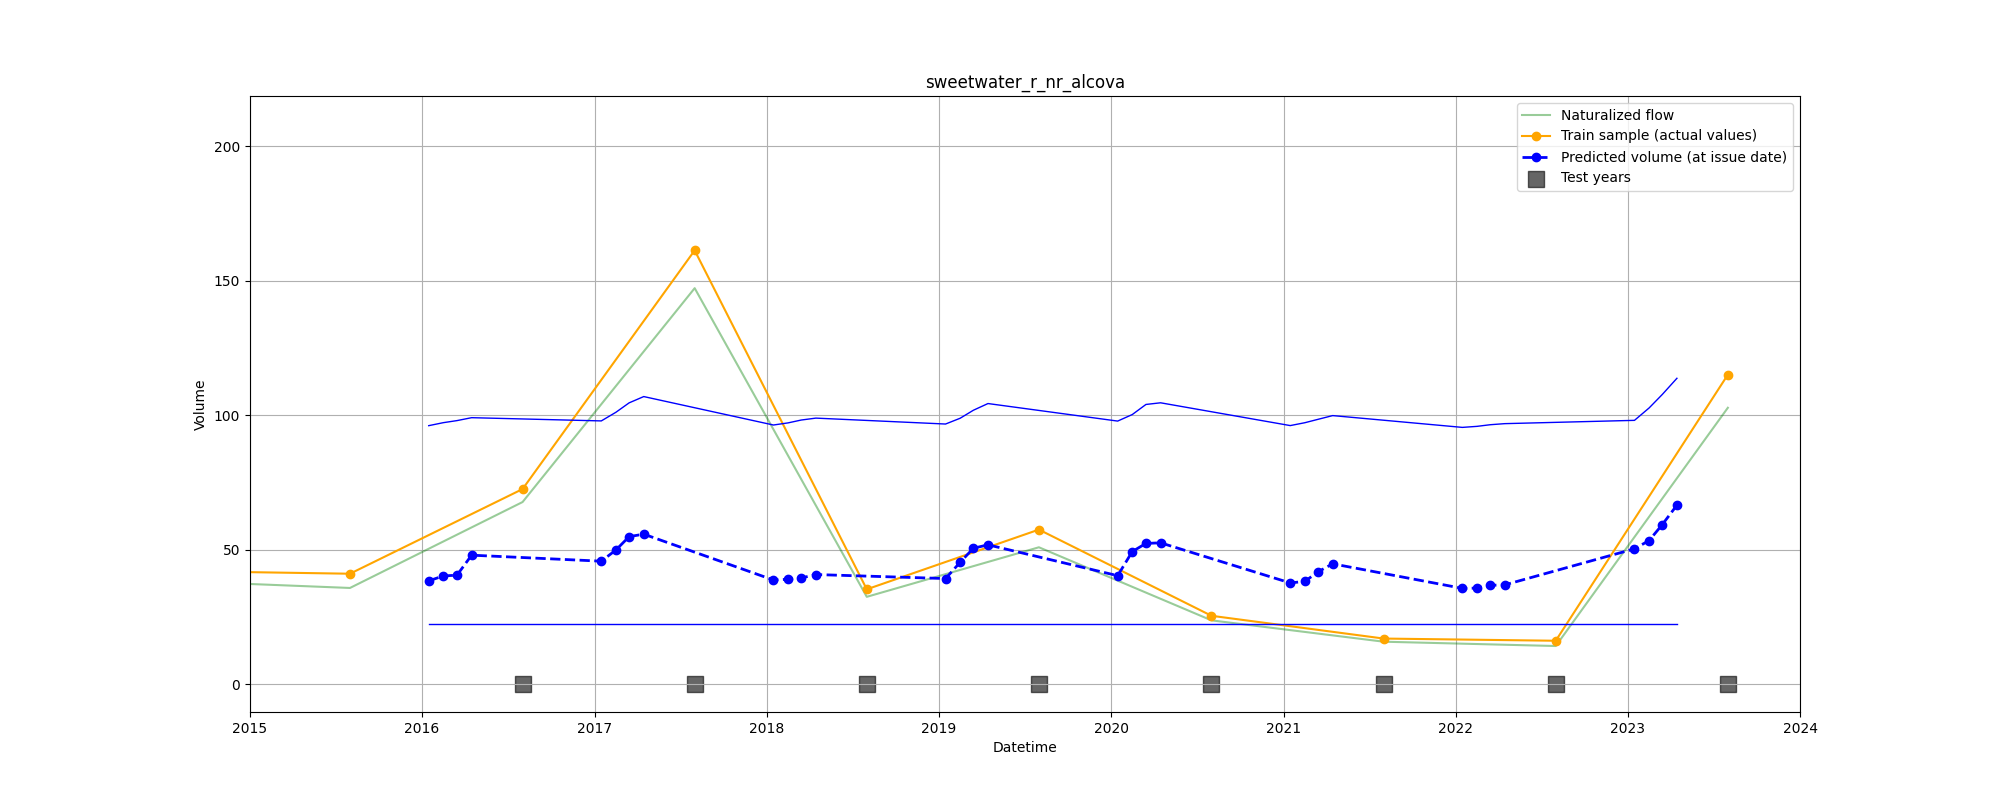 sweetwater_r_nr_alcova
Naturalized flow
Train sample (actual values)
Predicted volume (at issue date)
Test years
200
150
100
50
0
Volume
2015 2016 2017 2018 2019 2020 2021 2022 2023 2024
Datetime